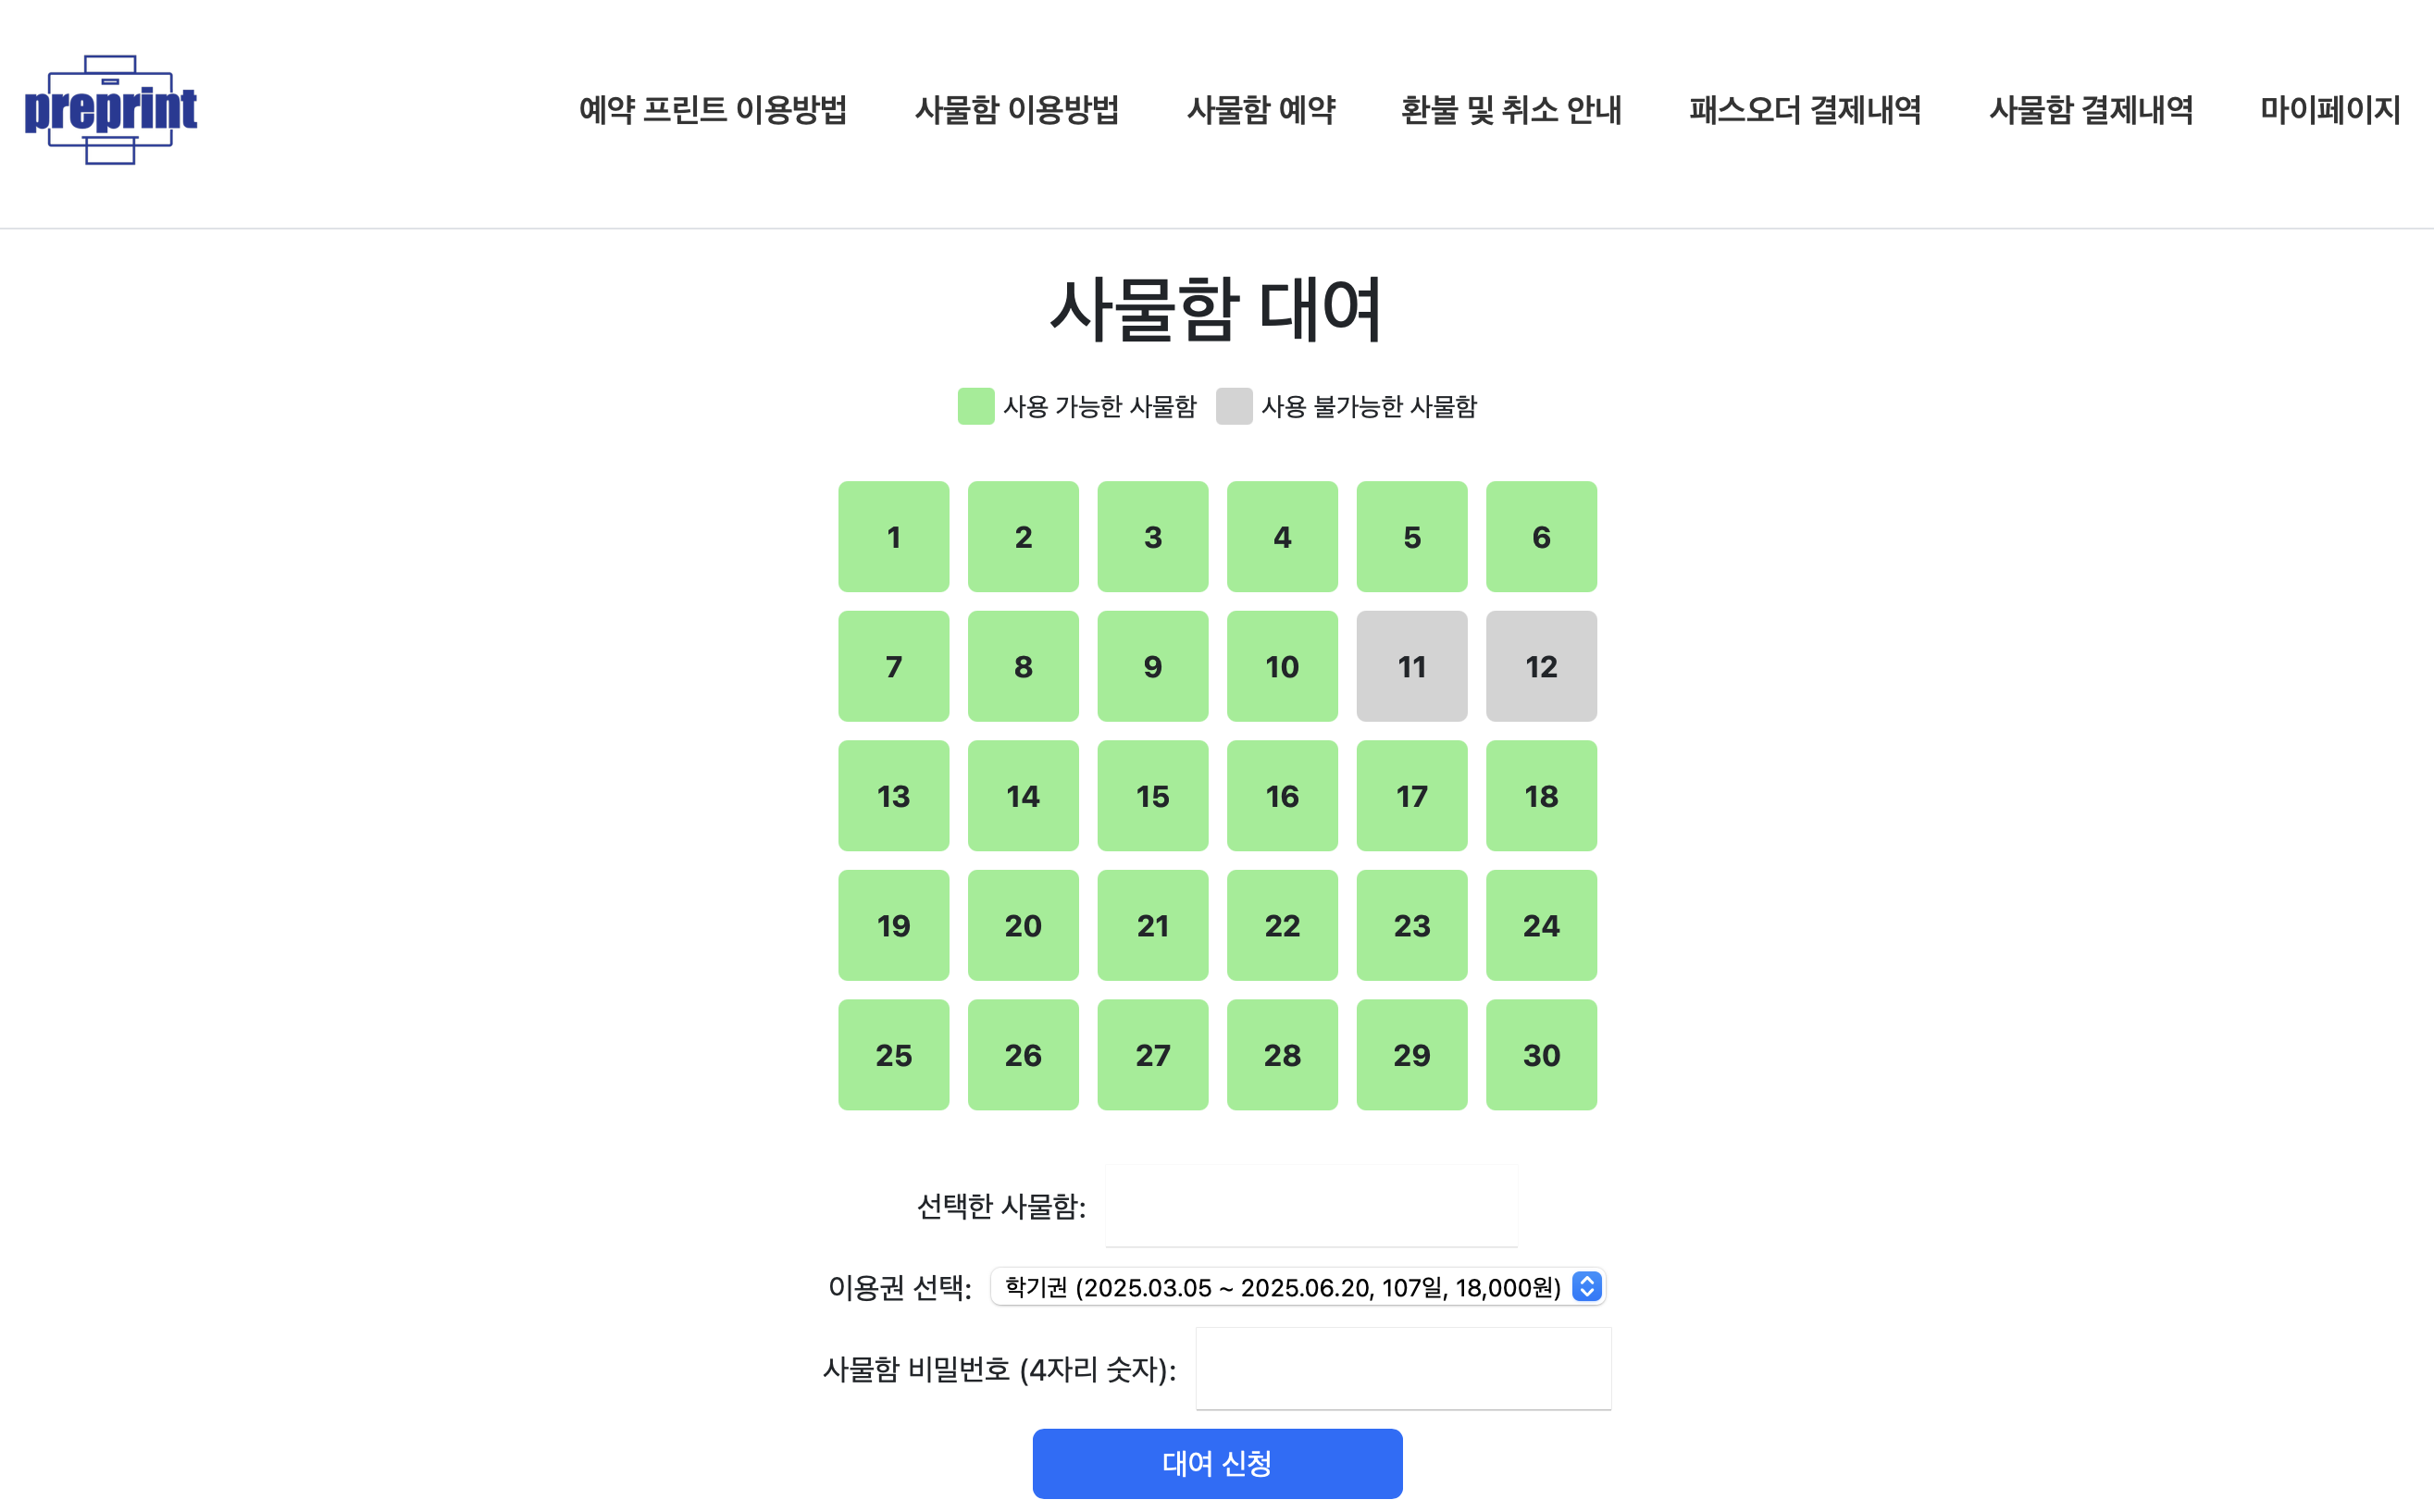 preprint
예약 프린트 이용방법 사물함 이용방법 사물함 예약 환불 및 취소 안내 패스오더 결제내역 사물함 결제내역 마이페이지
사물함 대여
사용 가능한 사물함 사용 불가능한 사물함
1 2 3 4 5 6
7 8 9 10 11 12
13 14 15 16 17 18
19 20 21 22 23 24
25 26 27 28 29 30
선택한 사물함:
이용권 선택: 학기권 (2025.03.05 ~ 2025.06.20, 107일, 18,000원)
사물함 비밀번호 (4자리 숫자):
대여 신청